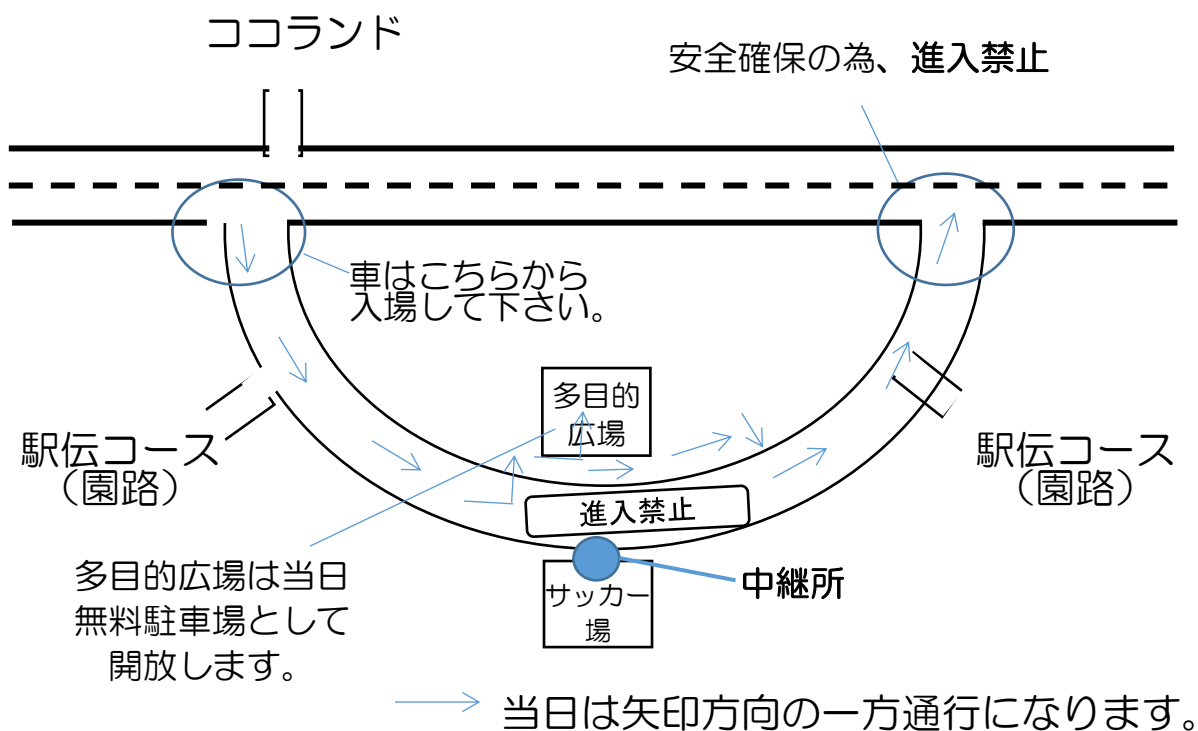 ココランド
安全確保の為、進入禁止
車はこちらから
入場して下さい。
多目的
広場
駅伝コース
（園路）
駅伝コース
（園路）
進入禁止
多目的広場は当日
無料駐車場として
開放します。
サッカー
場
中継所
当日は矢印方向の一方通行になります。